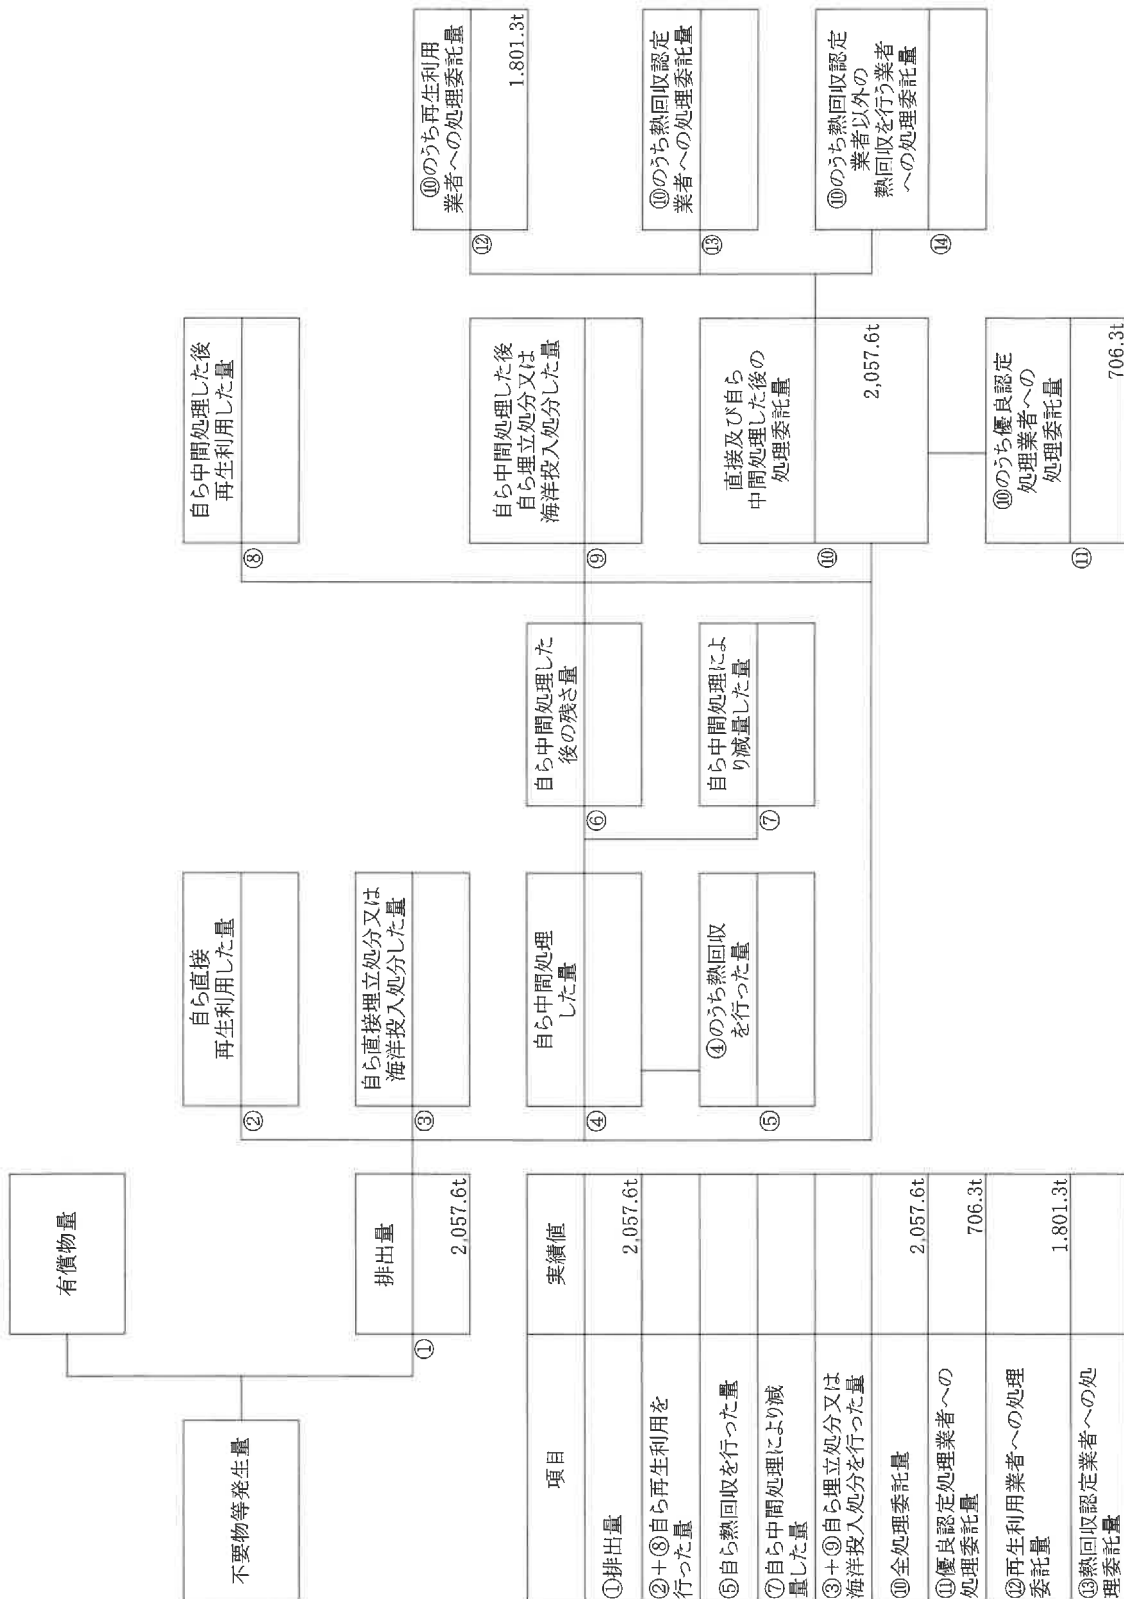 不要物等発生量
有償物量
①
排出量
2,057.6t
②
自ら直接
再生利用した量
③
自ら直接埋立処分又は
海洋投入処分した量
④
自ら中間処理
した量
⑤
④のうち熱回収
を行った量
⑥
自ら中間処理した
後の残さ量
⑦
自ら中間処理によ
り減量した量
⑧
自ら中間処理した後
再生利用した量
⑨
自ら中間処理した後
自ら埋立処分又は
海洋投入処分した量
⑩
直接及び自ら
中間処理した後の
処理委託量
2,057.6t
⑪
⑩のうち優良認定
処理業者への
処理委託量
706.3t
⑫
⑩のうち再生利用
業者への処理委託量
1.801.3t
⑬
⑩のうち熱回収認定
業者への処理委託量
⑭
⑩のうち熱回収認定
業者以外の
熱回収を行う業者
への処理委託量
項目
実績値
①排出量
2,057.6t
②+⑧自ら再生利用を
行った量
⑤自ら熱回収を行った量
⑦自ら中間処理により減
量した量
③+⑨自ら埋立処分又は
海洋投入処分を行った量
⑩全処理委託量
2,057.6t
⑪優良認定処理業者への
処理委託量
706.3t
⑫再生利用業者への処理
委託量
1.801.3t
⑬熱回収認定業者への処
理委託量